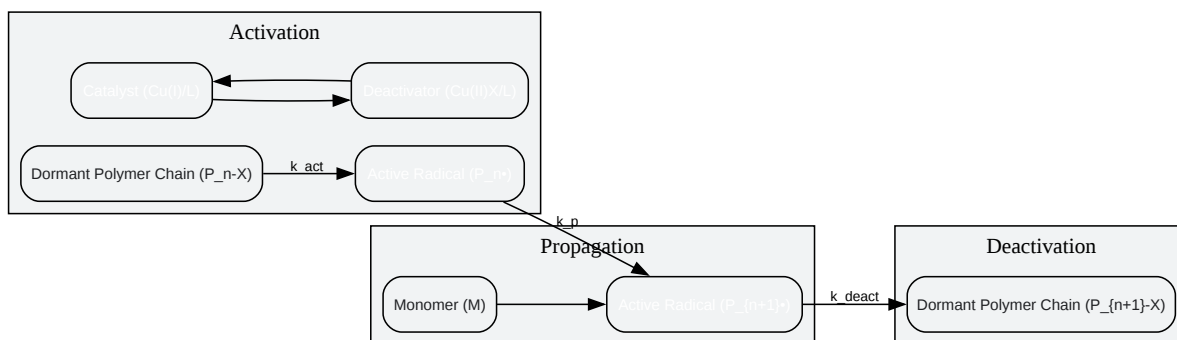 Activation
Catalyst (Cu(I)/L)
Deactivator (Cu(II)X/L)
Dormant Polymer Chain (P_n-X)
k_act
Active Radical (P_n•)
k_p
Propagation
Monomer (M)
Active Radical (P_{n+1}•)
k_deact
Deactivation
Dormant Polymer Chain (P_{n+1}-X)